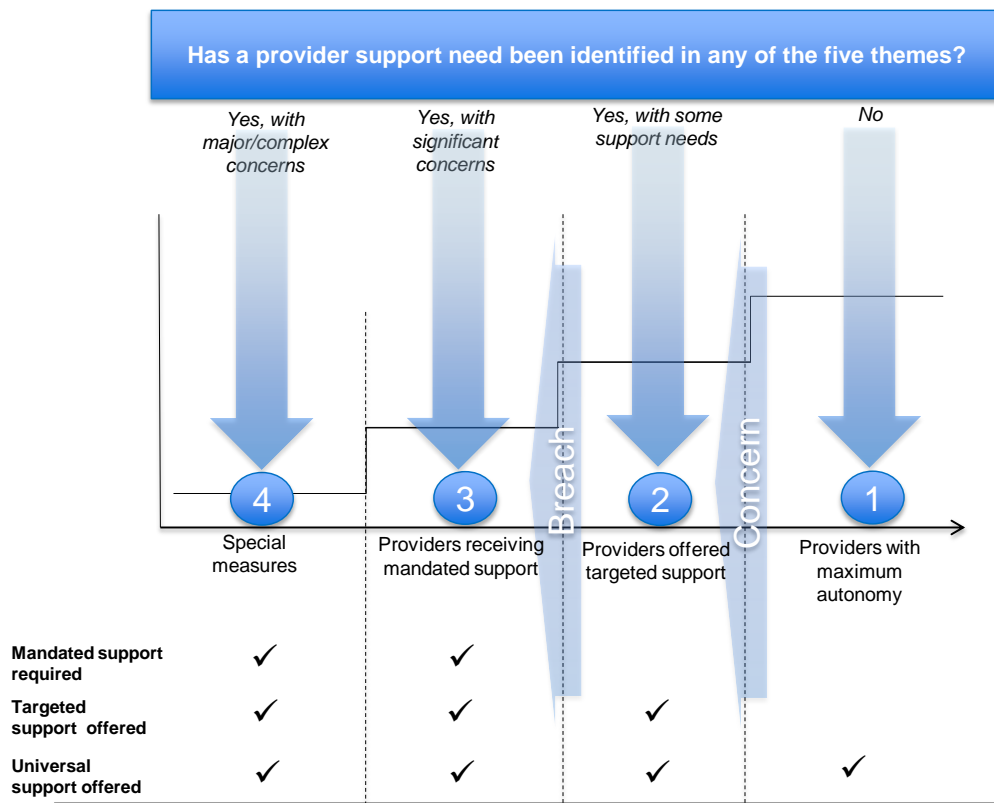 Has a provider support need been identified in any of the five themes?
Yes, with
major/complex
concerns
Yes, with
significant
concerns
Yes, with some
support needs
No
Breach
Concern
4
3
2
1
Special
measures
Providers receiving
mandated support
Providers offered
targeted support
Providers with
maximum
autonomy
Mandated support
required
✓ ✓
Targeted
support offered
✓ ✓ ✓
Universal
support offered
✓ ✓ ✓ ✓